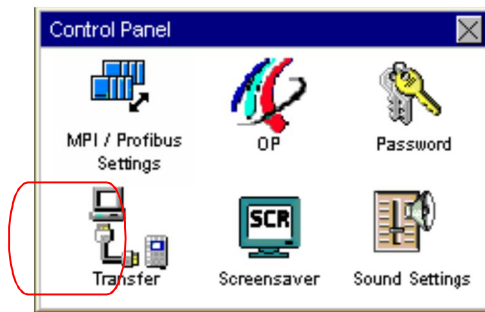 Control Panel
MPI / Profibus
Settings
OP
Password
SCR
Transfer
Screensaver
Sound Settings